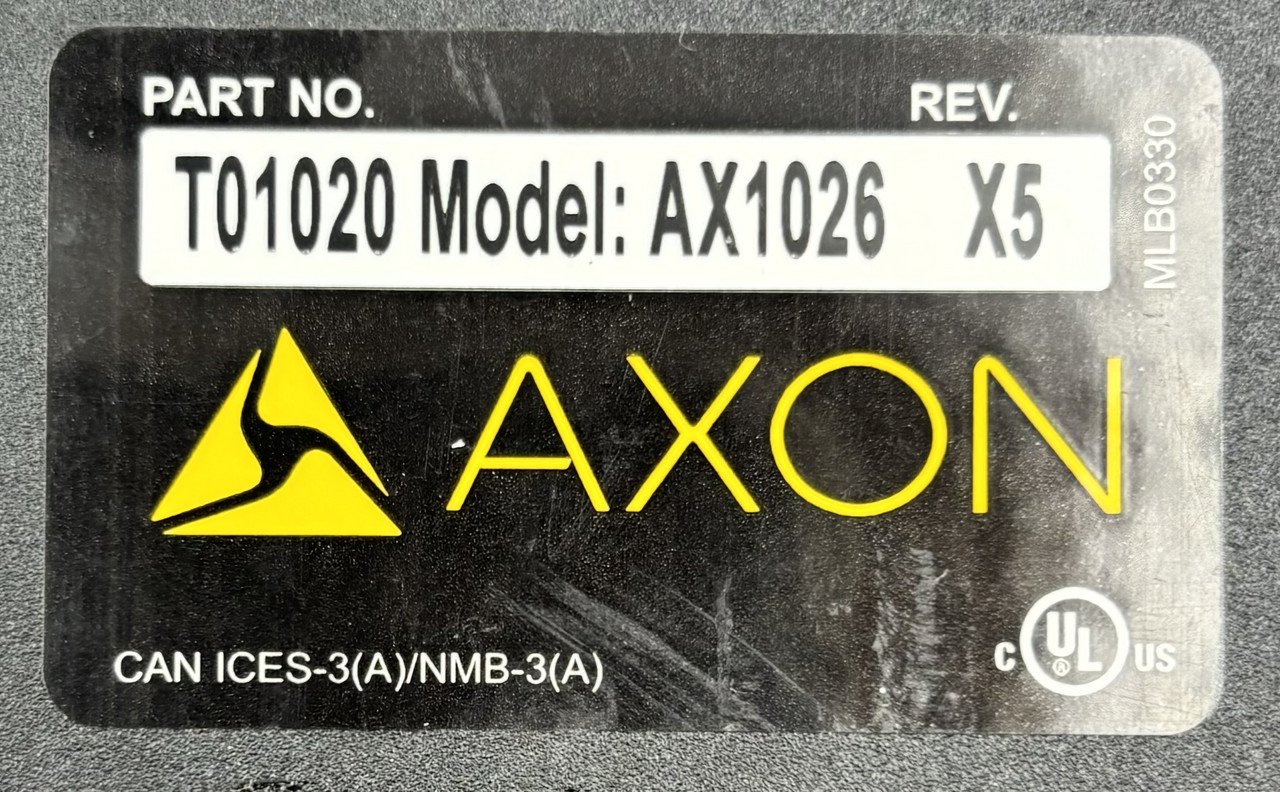 PART NO. REV.
T01020 Model: AX1026 X5
MLB0330
AXON
CAN ICES-3(A)/NMB-3(A)
C UL® US